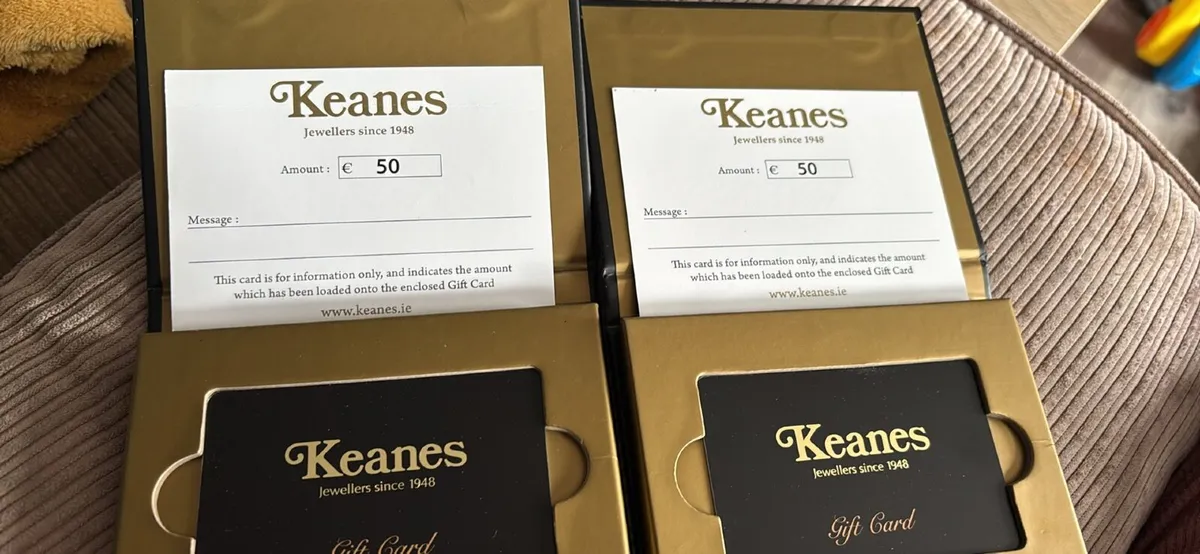 Keanes
Jewellers since 1948
Amount : € 50
Message :
This card is for information only, and indicates the amount
which has been loaded onto the enclosed Gift Card
www.keanes.ie
Keanes
Jewellers since 1948
Gift Card
Keanes
Jewellers since 1948
Amount : € 50
Message :
This card is for information only, and indicates the amount
which has been loaded onto the enclosed Gift Card
www.keanes.ie
Keanes
Jewellers since 1948
Gift Card